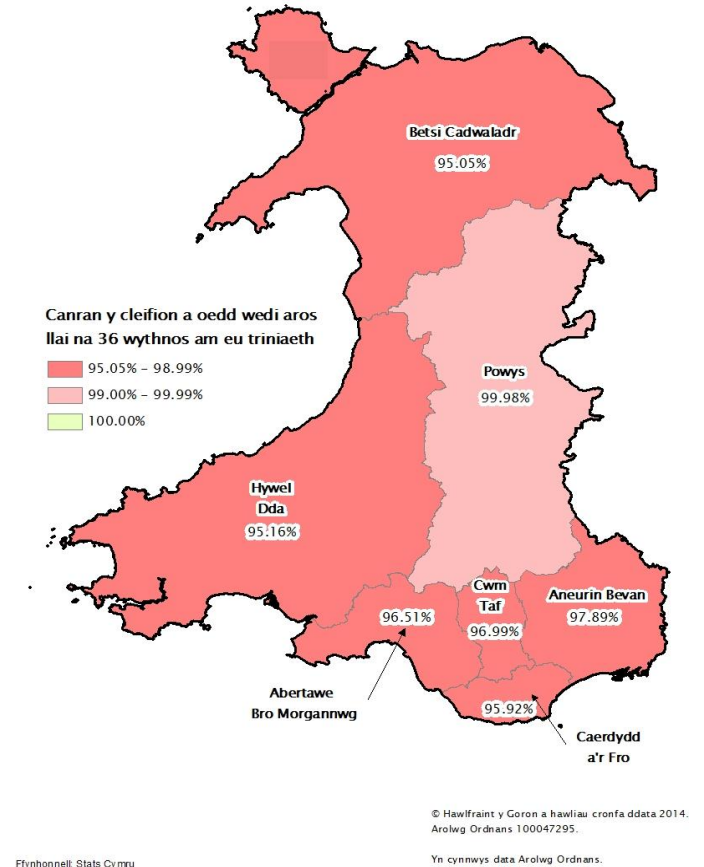 Betsi Cadwaladr
95.05%
Canran y cleifion a oedd wedi aros
llai na 36 wythnos am eu triniaeth
95.05% - 98.99%
99.00% - 99.99%
100.00%
Powys
99.98%
Hywel
Dda
95.16%
Cwm
Taf
96.99%
Aneurin Bevan
97.89%
96.51%
Abertawe
Bro Morgannwg
95.92%
Caerdydd
a'r Fro
© Hawlfraint y Goron a hawliau cronfa ddata 2014.
Arolwg Ordnans 100047295.
Yn cynnwys data Arolwg Ordnans.
Ffynhonnell: Stats Cymru